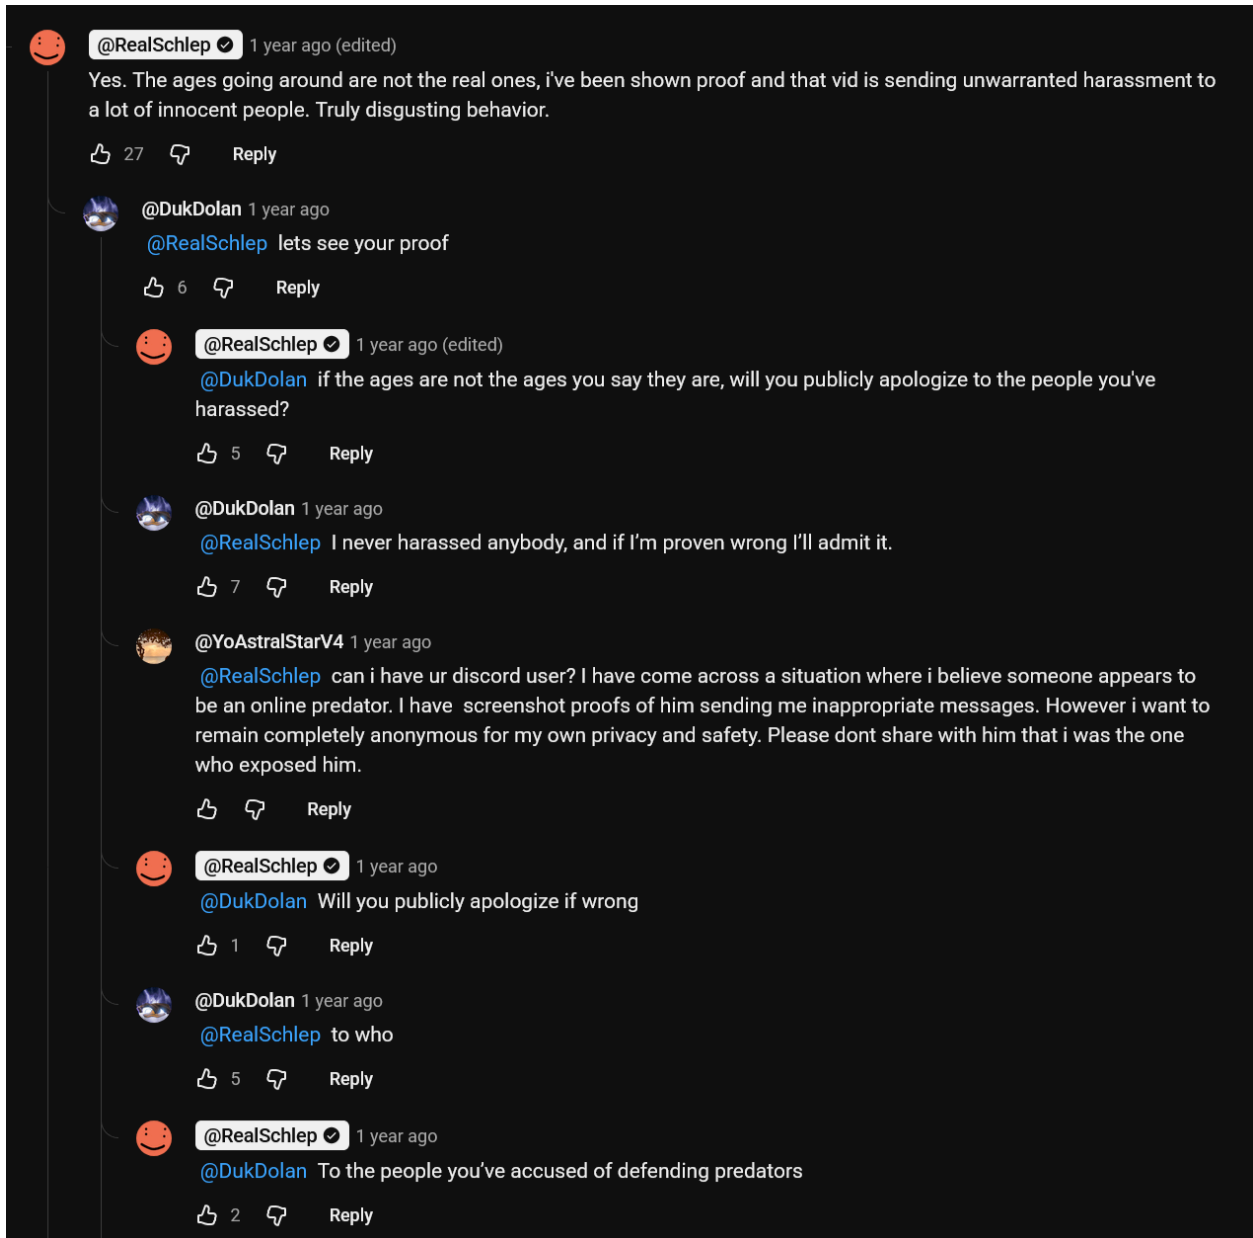 @RealSchlep 1 year ago (edited)
Yes. The ages going around are not the real ones, i've been shown proof and that vid is sending unwarranted harassment to
a lot of innocent people. Truly disgusting behavior.
27 Reply
@DukDolan 1 year ago
@RealSchlep lets see your proof
6 Reply
@RealSchlep 1 year ago (edited)
@DukDolan if the ages are not the ages you say they are, will you publicly apologize to the people you've
harassed?
5 Reply
@DukDolan 1 year ago
@RealSchlep I never harassed anybody, and if I’m proven wrong I’ll admit it.
7 Reply
@YoAstralStarV4 1 year ago
@RealSchlep can i have ur discord user? I have come across a situation where i believe someone appears to
be an online predator. I have  screenshot proofs of him sending me inappropriate messages. However i want to
remain completely anonymous for my own privacy and safety. Please dont share with him that i was the one
who exposed him.
Reply
@RealSchlep 1 year ago
@DukDolan Will you publicly apologize if wrong
1 Reply
@DukDolan 1 year ago
@RealSchlep to who
5 Reply
@RealSchlep 1 year ago
@DukDolan To the people you’ve accused of defending predators
2 Reply